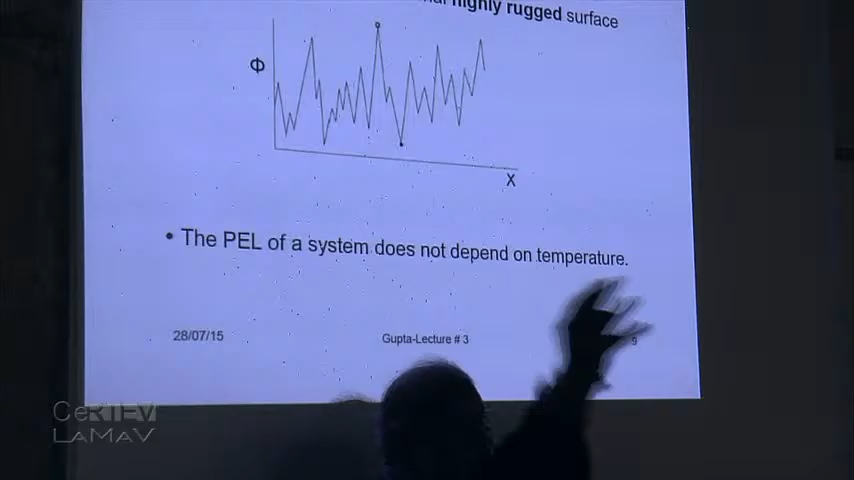 highly rugged surface
Φ
X
• The PEL of a system does not depend on temperature.
28/07/15
Gupta-Lecture # 3
9
CeRTEV
LaMaV